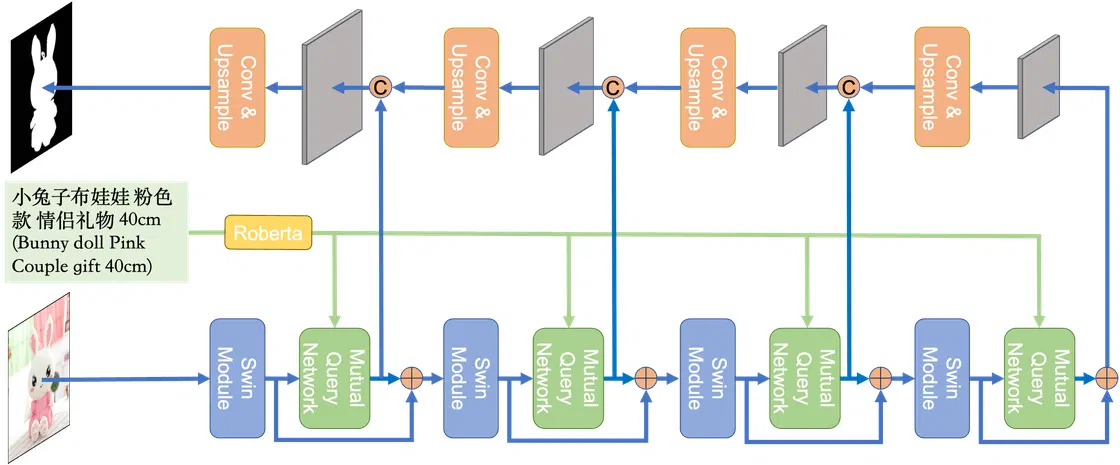 Conv &
Upsample
C
Conv &
Upsample
C
Conv &
Upsample
C
Conv &
Upsample
小兔子布娃娃 粉色
款 情侣礼物 40cm
(Bunny doll Pink
Couple gift 40cm)
Roberta
Swin
Module
Mutual
Query
Network
Swin
Module
Mutual
Query
Network
Swin
Module
Mutual
Query
Network
Swin
Module
Mutual
Query
Network